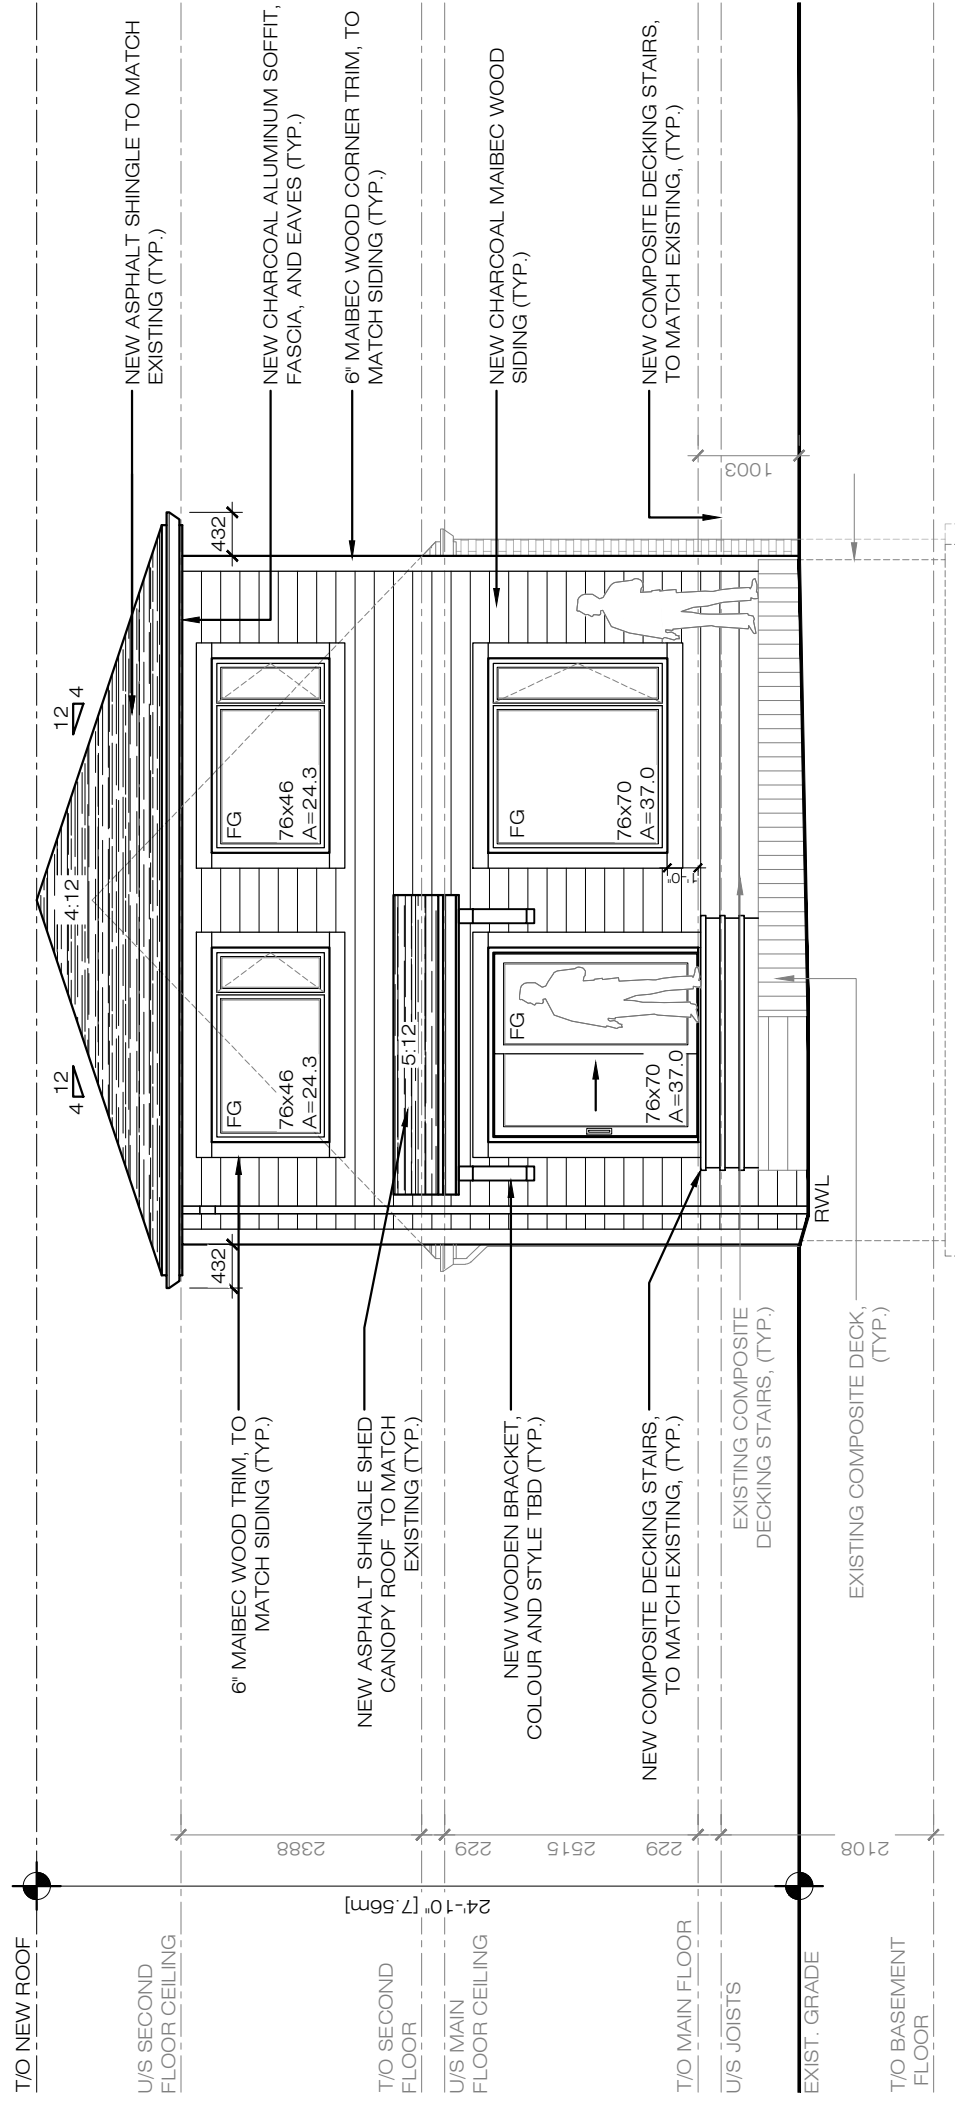 T/O NEW ROOF
U/S SECOND
FLOOR CEILING
T/O SECOND
FLOOR
U/S MAIN
FLOOR CEILING
T/O MAIN FLOOR
U/S JOISTS
EXIST. GRADE
T/O BASEMENT
FLOOR
24'-10" [7.56m]
2388
229
2515
229
2108
6" MAIBEC WOOD TRIM, TO
MATCH SIDING (TYP.)
NEW ASPHALT SHINGLE SHED
CANOPY ROOF TO MATCH
EXISTING (TYP.)
NEW WOODEN BRACKET,
COLOUR AND STYLE TBD (TYP.)
NEW COMPOSITE DECKING STAIRS,
TO MATCH EXISTING, (TYP.)
EXISTING COMPOSITE
DECKING STAIRS, (TYP.)
EXISTING COMPOSITE DECK,
(TYP.)
432
12
4
4:12
12
4
432
FG
76x46
A=24.3
FG
76x46
A=24.3
5:12
FG
76x70
A=37.0
FG
76x70
A=37.0
1'-0"
RWL
1003
NEW ASPHALT SHINGLE TO MATCH
EXISTING (TYP.)
NEW CHARCOAL ALUMINUM SOFFIT,
FASCIA, AND EAVES (TYP.)
6" MAIBEC WOOD CORNER TRIM, TO
MATCH SIDING (TYP.)
NEW CHARCOAL MAIBEC WOOD
SIDING (TYP.)
NEW COMPOSITE DECKING STAIRS,
TO MATCH EXISTING, (TYP.)